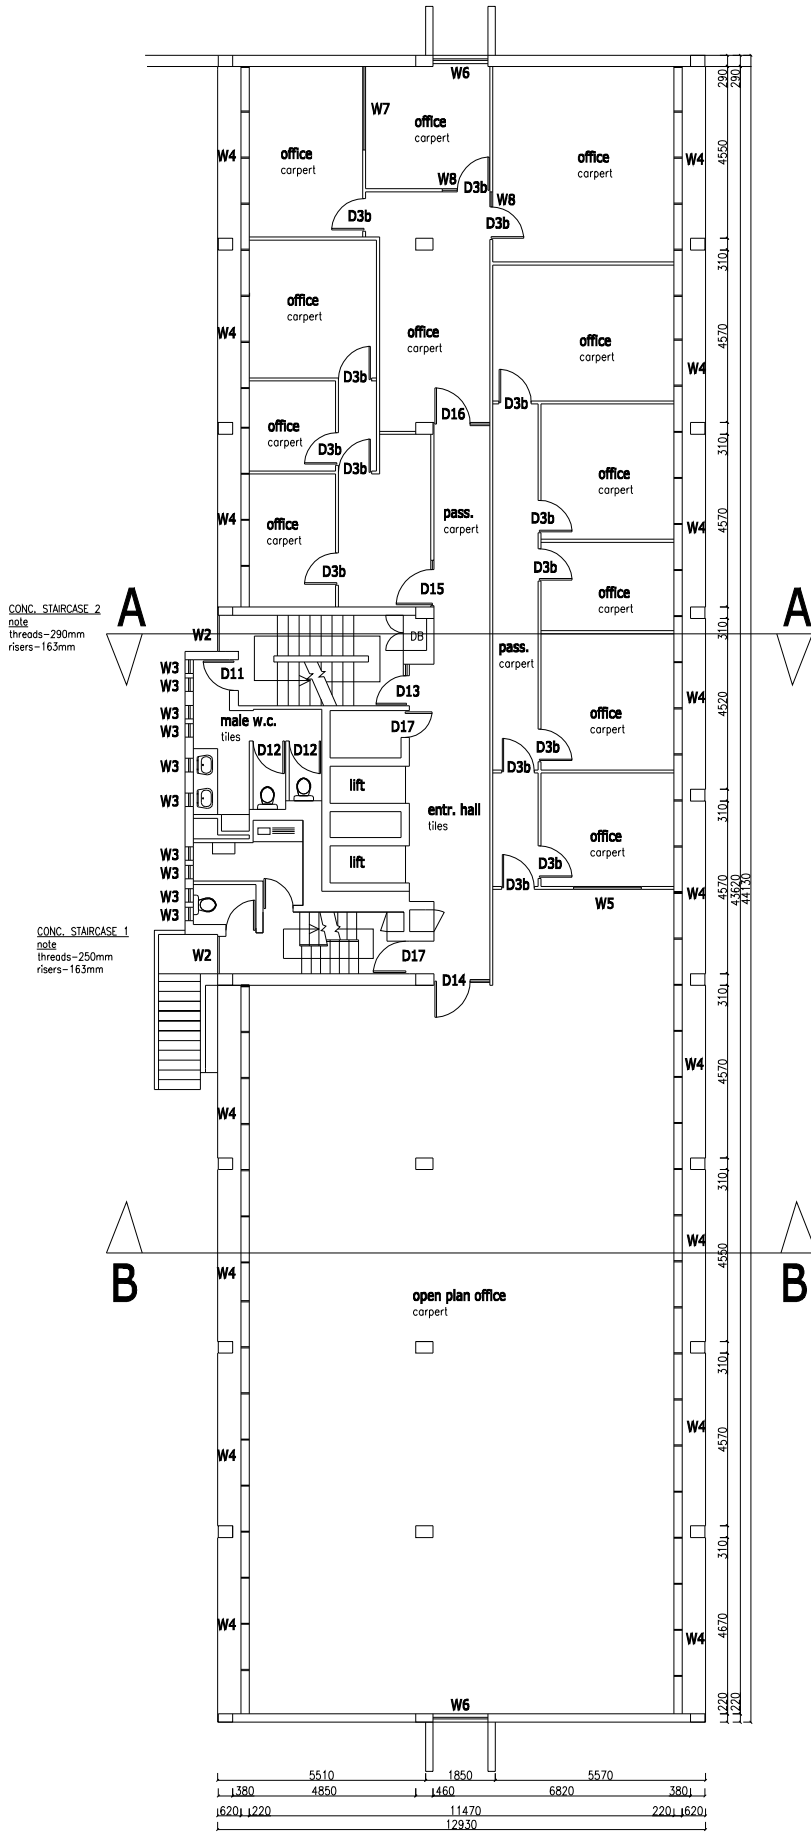 W6
290
290
W7
office
carpert
4550
W4
office
carpert
office
carpert
W4
W8
D3b
W8
D3b
D3b
310
office
carpert
office
carpert
office
carpert
W4
4570
W4
D3b
D3b
D16
office
carpert
310
D3b
D3b
office
carpert
W4
pass.
carpert
office
carpert
D3b
W4
4570
D3b
D3b
D15
office
carpert
CONC. STAIRCASE 2
note
threads-290mm
risers-163mm
A
A
310
W2
DB
pass.
carpert
W3
W3
D11
D13
W4
4520
W3
W3
male w.c.
tiles
D17
office
carpert
D12
D12
D3b
D3b
W3
W3
lift
entr. hall
tiles
310
office
carpert
W3
W3
lift
D3b
D3b
4570
43620
44130
W3
W3
W5
W4
CONC. STAIRCASE 1
note
threads-250mm
risers-163mm
W2
D17
D14
310
W4
4570
W4
310
W4
4550
B
B
W4
open plan office
carpert
310
W4
4570
W4
310
W4
4670
W4
W6
220
220
5510
1850
5570
380
4850
460
6820
380
620
220
11470
220
620
12930